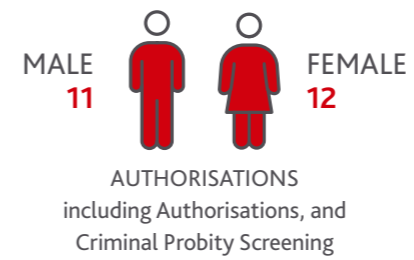 MALE
11
FEMALE
12
AUTHORISATIONS
including Authorisations, and
Criminal Probity Screening